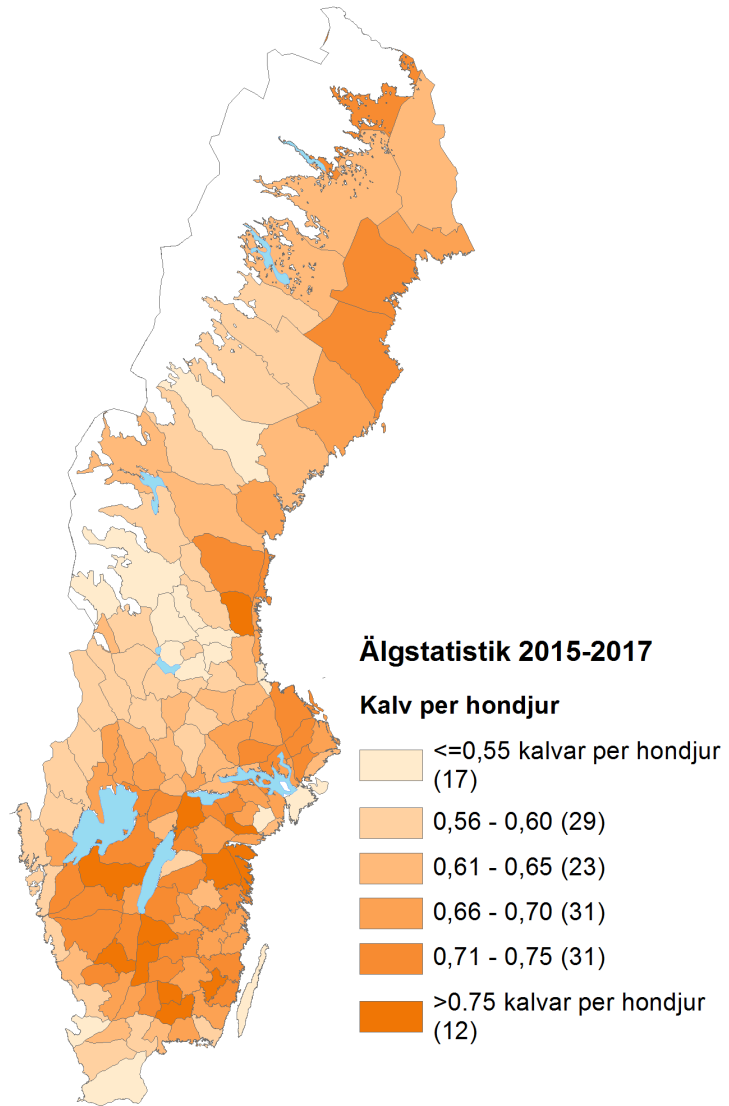 Älgstatistik 2015-2017
Kalv per hondjur
<=0,55 kalvar per hondjur
(17)
0,56 - 0,60 (29)
0,61 - 0,65 (23)
0,66 - 0,70 (31)
0,71 - 0,75 (31)
>0.75 kalvar per hondjur
(12)